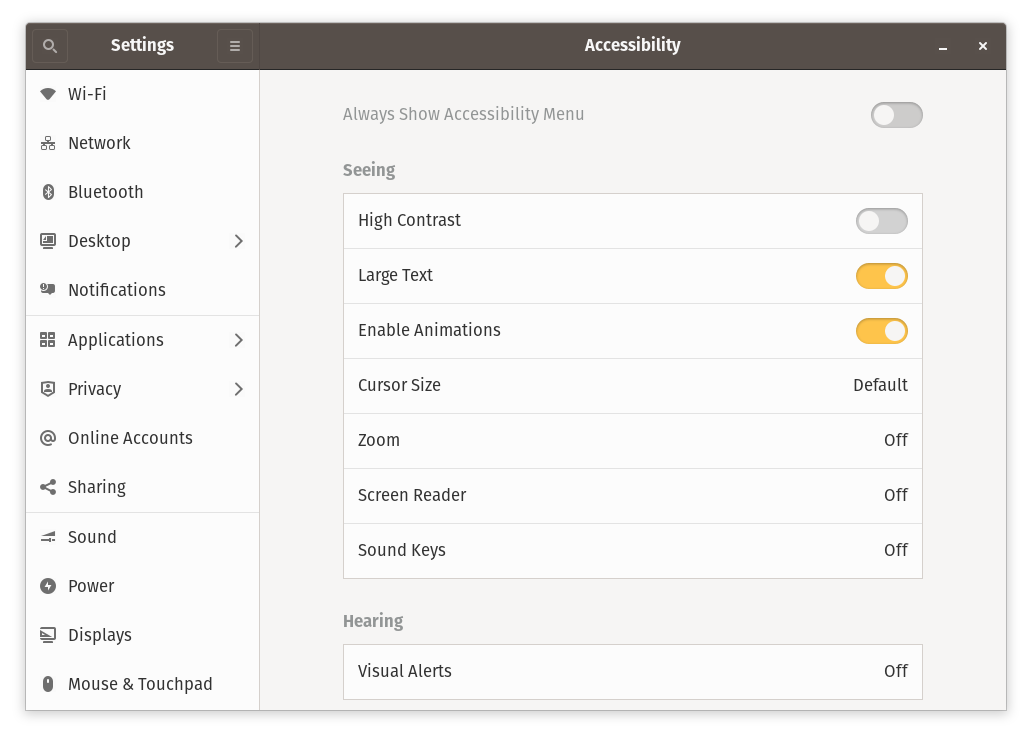 Settings
Accessibility
Wi-Fi
Network
Bluetooth
Desktop
Notifications
Applications
Privacy
Online Accounts
Sharing
Sound
Power
Displays
Mouse & Touchpad
Always Show Accessibility Menu
Seeing
High Contrast
Large Text
Enable Animations
Cursor Size Default
Zoom Off
Screen Reader Off
Sound Keys Off
Hearing
Visual Alerts Off